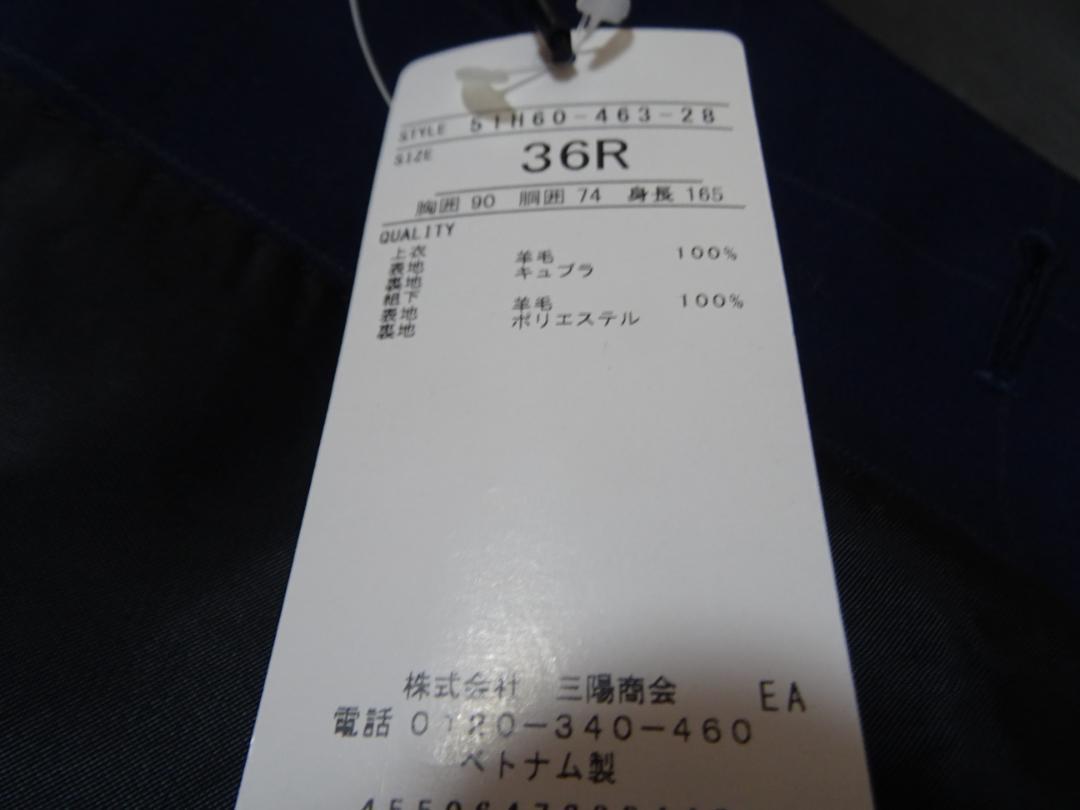 STYLE 51H60-463-28
SIZE 36R
胸囲 90 胴囲 74 身長 165
QUALITY
上衣
表地 羊毛 100%
裏地 キュプラ
組下
表地 羊毛 100%
裏地 ポリエステル
株式会社 三陽商会 EA
電話 0120-340-460
ベトナム製